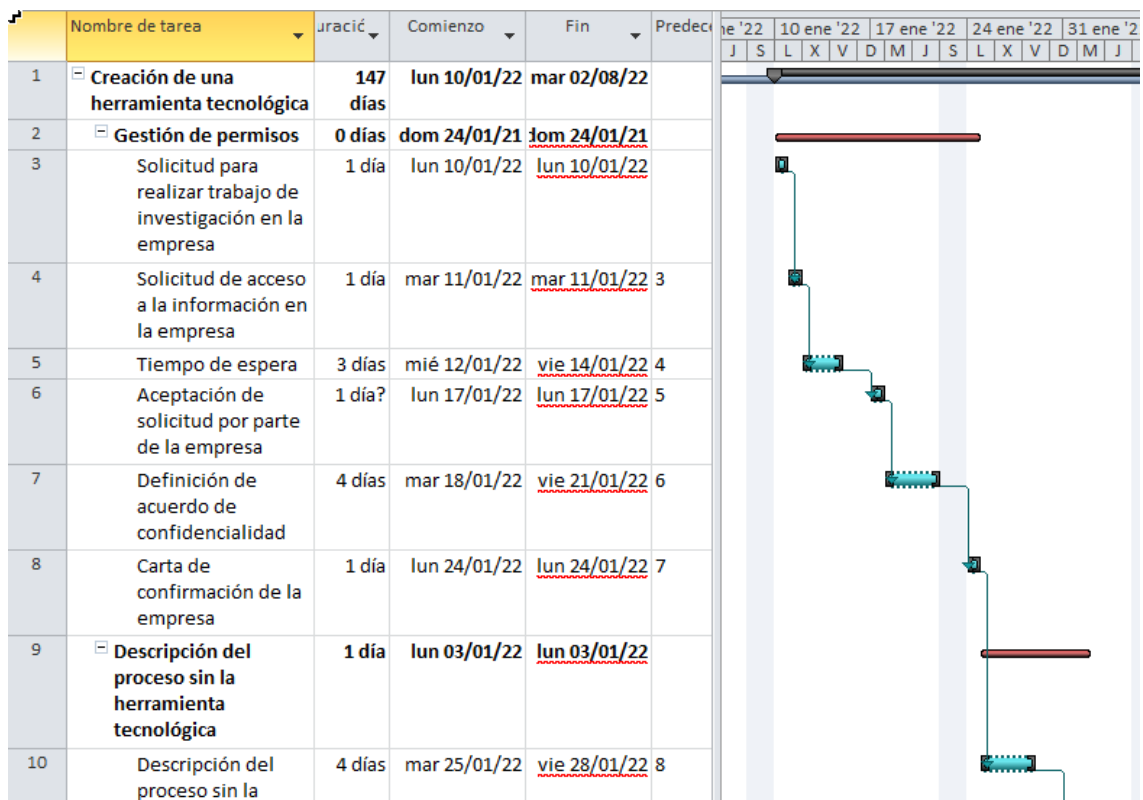 Nombre de tarea uració Comienzo Fin Predece
ne '22 10 ene '22 17 ene '22 24 ene '22 31 ene '2
J S L X V D M J S L X V D M J
1 Creación de una 147 lun 10/01/22 mar 02/08/22
herramienta tecnológica días
2 Gestión de permisos 0 días dom 24/01/21 dom 24/01/21
3 Solicitud para 1 día lun 10/01/22 lun 10/01/22
realizar trabajo de
investigación en la
empresa
4 Solicitud de acceso 1 día mar 11/01/22 mar 11/01/22 3
a la información en
la empresa
5 Tiempo de espera 3 días mié 12/01/22 vie 14/01/22 4
6 Aceptación de 1 día? lun 17/01/22 lun 17/01/22 5
solicitud por parte
de la empresa
7 Definición de 4 días mar 18/01/22 vie 21/01/22 6
acuerdo de
confidencialidad
8 Carta de 1 día lun 24/01/22 lun 24/01/22 7
confirmación de la
empresa
9 Descripción del 1 día lun 03/01/22 lun 03/01/22
proceso sin la
herramienta
tecnológica
10 Descripción del 4 días mar 25/01/22 vie 28/01/22 8
proceso sin la